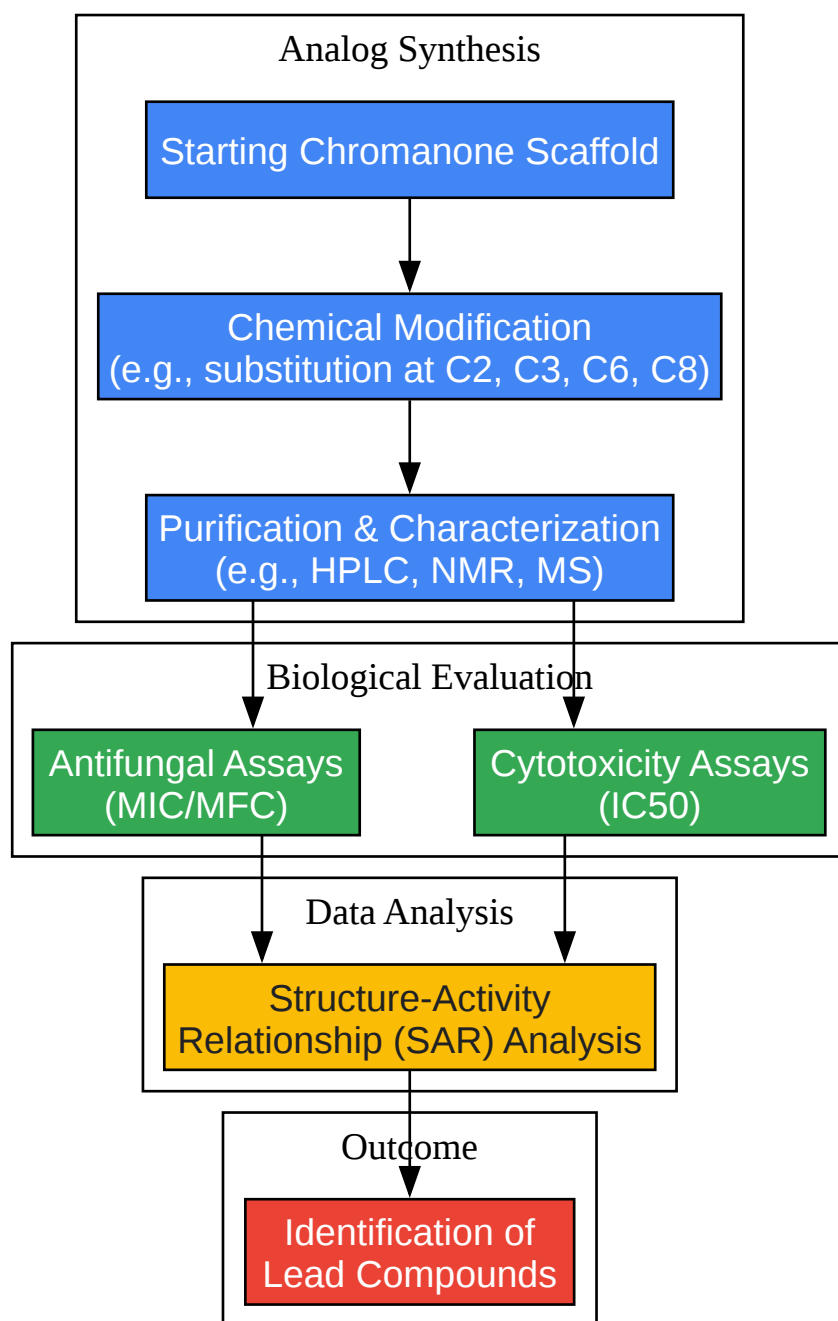 Analog Synthesis
Starting Chromanone Scaffold
Chemical Modification
(e.g., substitution at C2, C3, C6, C8)
Purification & Characterization
(e.g., HPLC, NMR, MS)
Biological Evaluation
Antifungal Assays
(MIC/MFC)
Cytotoxicity Assays
(IC50)
Data Analysis
Structure-Activity
Relationship (SAR) Analysis
Outcome
Identification of
Lead Compounds